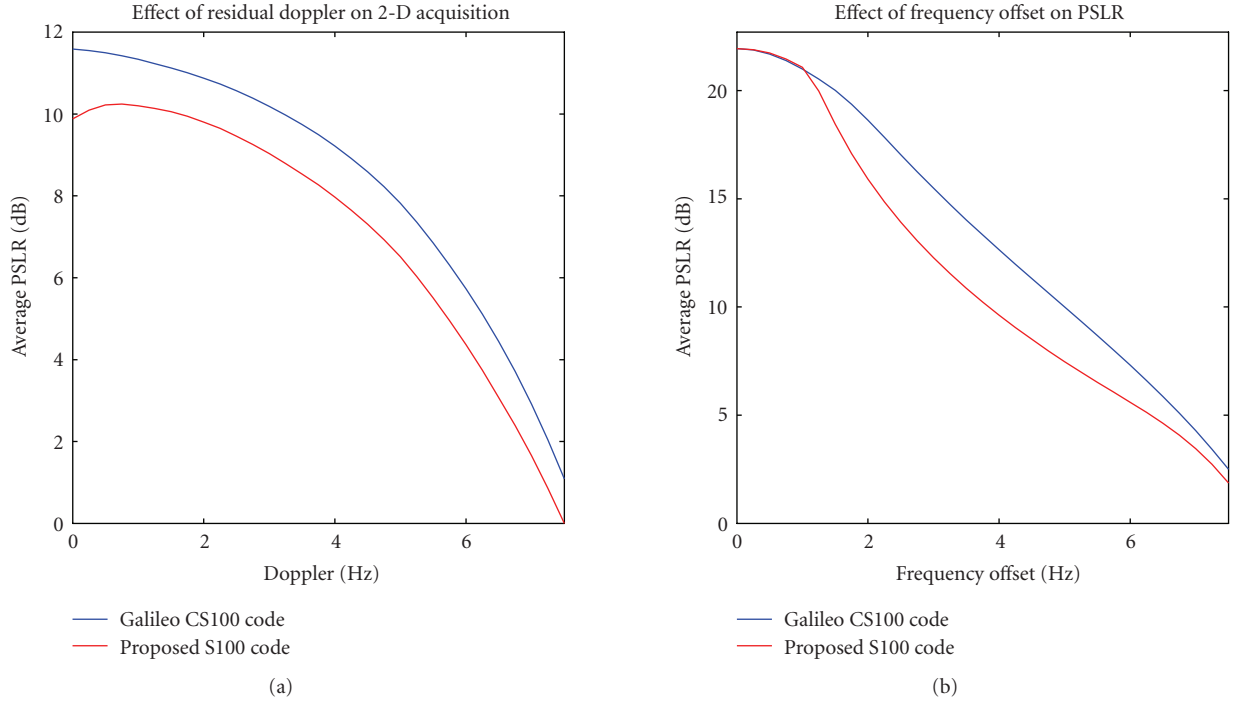 Effect of residual doppler on 2-D acquisition
12
10
8
6
4
2
0
Average PSLR (dB)
0 2 4 6
Doppler (Hz)
Galileo CS100 code
Proposed S100 code
(a)
Effect of frequency offset on PSLR
20
15
10
5
0
Average PSLR (dB)
0 2 4 6
Frequency offset (Hz)
Galileo CS100 code
Proposed S100 code
(b)